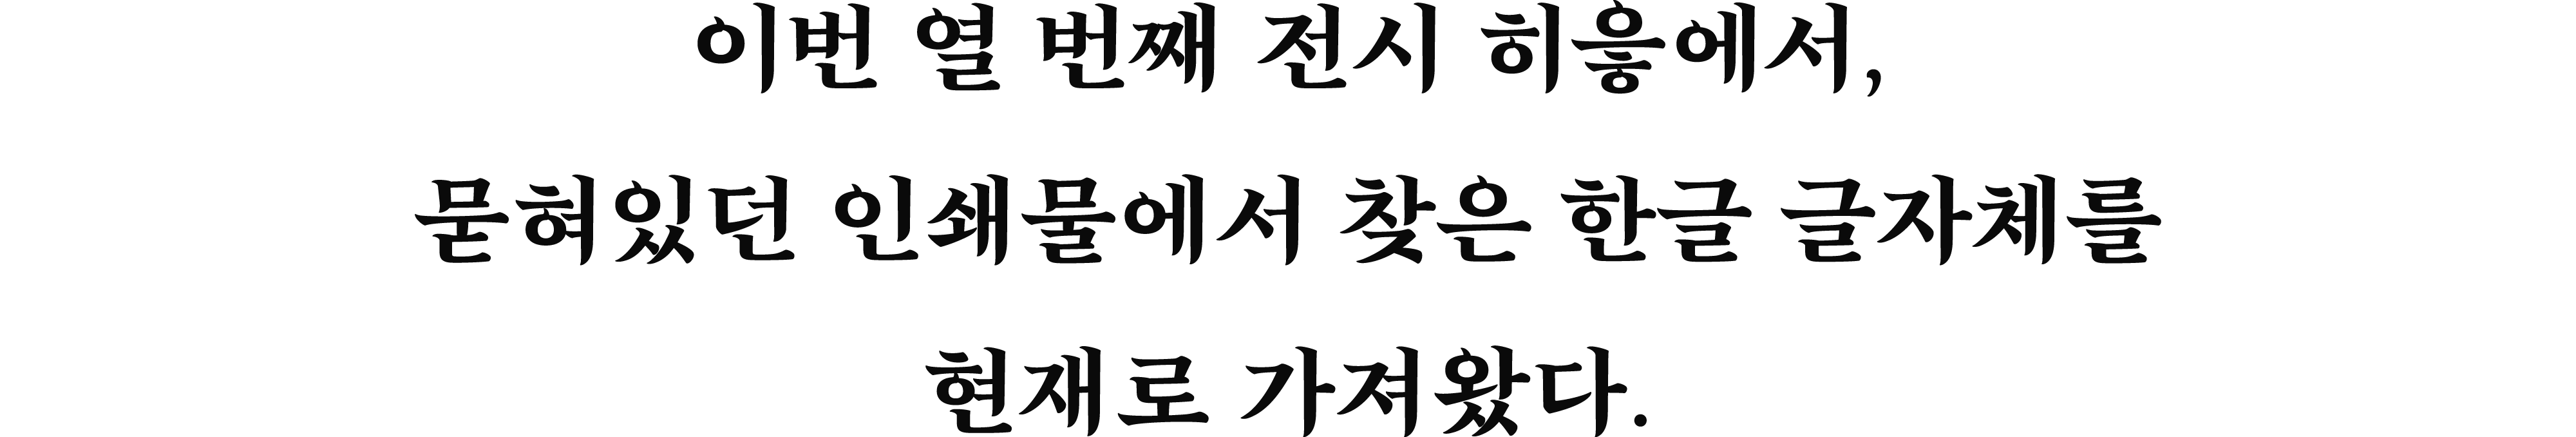 이번 열 번째 전시 히읗에서,
묻혀있던 인쇄물에서 찾은 한글 글자체를
현재로 가져왔다.